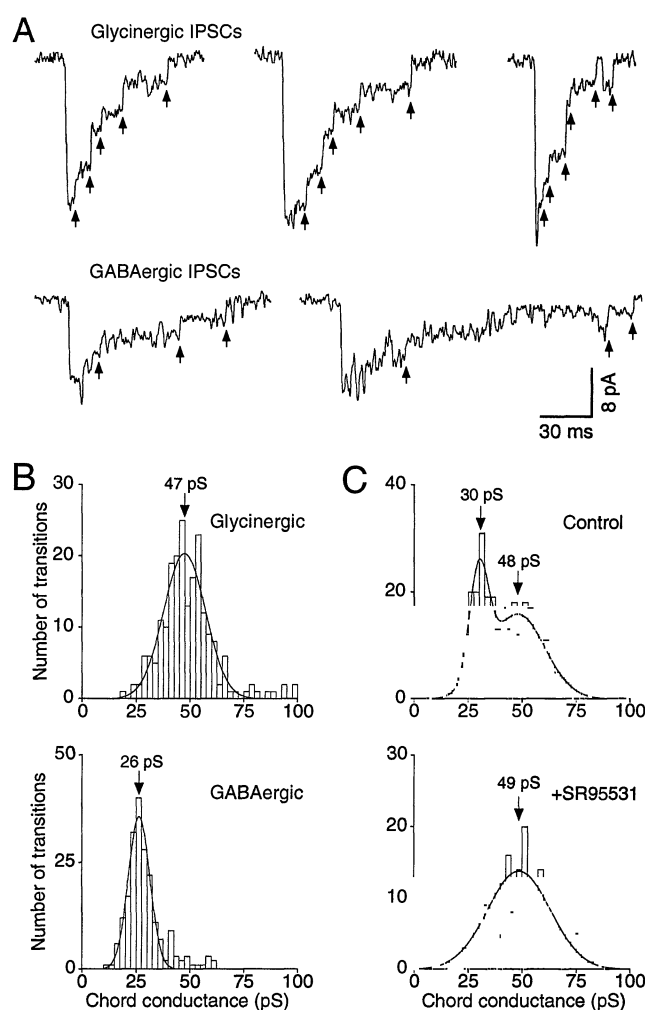 A
Glycinergic IPSCs
GABAergic IPSCs
8 pA
30 ms
B
30
20
10
0
Number of transitions
47 pS
Glycinergic
0 25 50 75 100
50
25
0
Number of transitions
26 pS
GABAergic
0 25 50 75 100
Chord conductance (pS)
C
40
20
0
30 pS
48 pS
Control
0 25 50 75 100
30
20
10
0
49 pS
+SR95531
0 25 50 75 100
Chord conductance (pS)